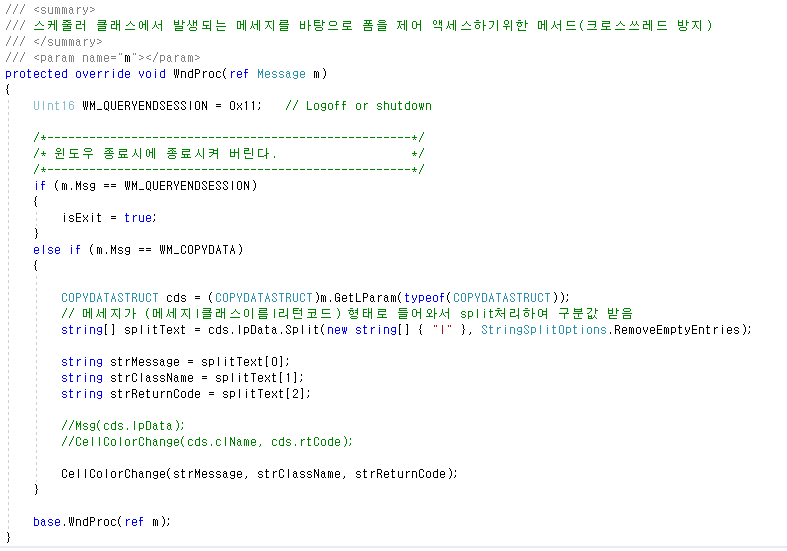 /// <summary>
/// 스케줄러 클래스에서 발생되는 메세지를 바탕으로 폼을 제어 액세스하기위한 메서드(크로스쓰레드 방지)
/// </summary>
/// <param name="m"></param>
protected override void WndProc(ref Message m)
{
    UInt16 WM_QUERYENDSESSION = 0x11;   // Logoff or shutdown

    /*----------------------------------------------------*/
    /* 윈도우 종료시에 종료시켜 버린다.                   */
    /*----------------------------------------------------*/
    if (m.Msg == WM_QUERYENDSESSION)
    {
        isExit = true;
    }
    else if (m.Msg == WM_COPYDATA)
    {

        COPYDATASTRUCT cds = (COPYDATASTRUCT)m.GetLParam(typeof(COPYDATASTRUCT));
        // 메세지가 (메세지|클래스이름|리턴코드) 형태로 들어와서 split처리하여 구분값 받음
        string[] splitText = cds.lpData.Split(new string[] { "|" }, StringSplitOptions.RemoveEmptyEntries);

        string strMessage = splitText[0];
        string strClassName = splitText[1];
        string strReturnCode = splitText[2];

        //Msg(cds.lpData);
        //CellColorChange(cds.clName, cds.rtCode);

        CellColorChange(strMessage, strClassName, strReturnCode);
    }

    base.WndProc(ref m);
}